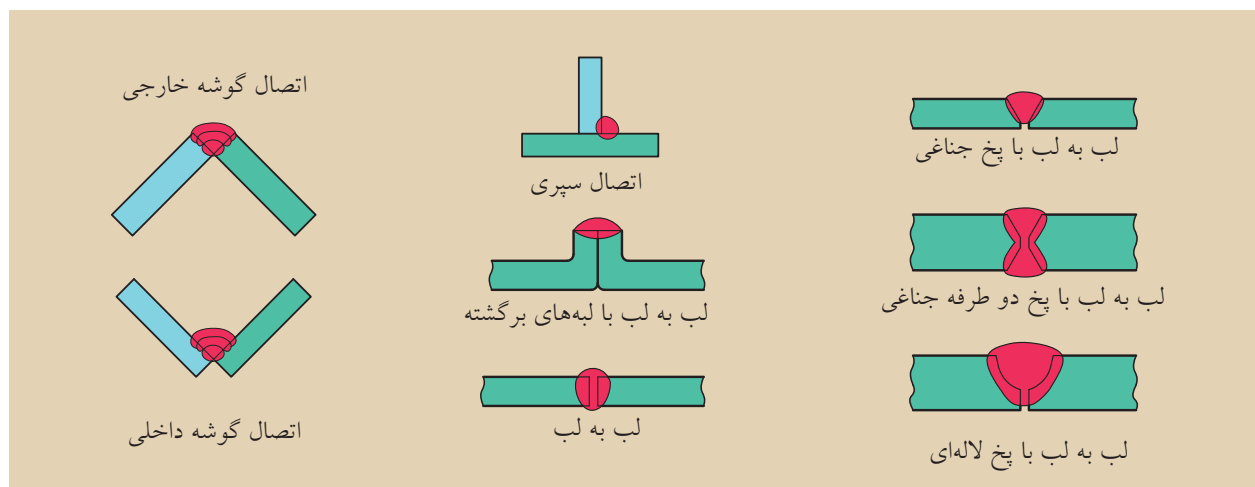 لب به لب با پخ جناغی
لب به لب با پخ دو طرفه جناغی
لب به لب با پخ لاله‌ای
اتصال سپری
لب به لب با لبه‌های برگشته
لب به لب
اتصال گوشه خارجی
اتصال گوشه داخلی